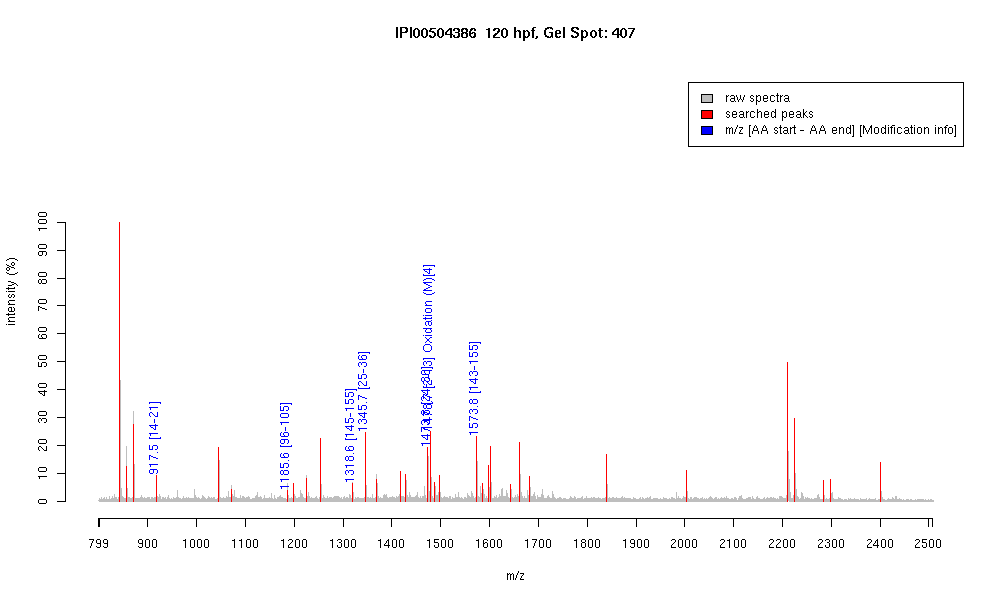 IPI00504386 120 hpf, Gel Spot: 407
raw spectra
searched peaks
m/z [AA start - AA end] [Modification info]
intensity (%)
100
90
80
70
60
50
40
30
20
10
0
917.5 [14-21]
1185.6 [96-105]
1318.6 [145-155]
1345.7 [25-36]
Oxidation (M)[4]
1573.8 [143-155]
799 900 1000 1100 1200 1300 1400 1500 1600 1700 1800 1900 2000 2100 2200 2300 2400 2500
m/z